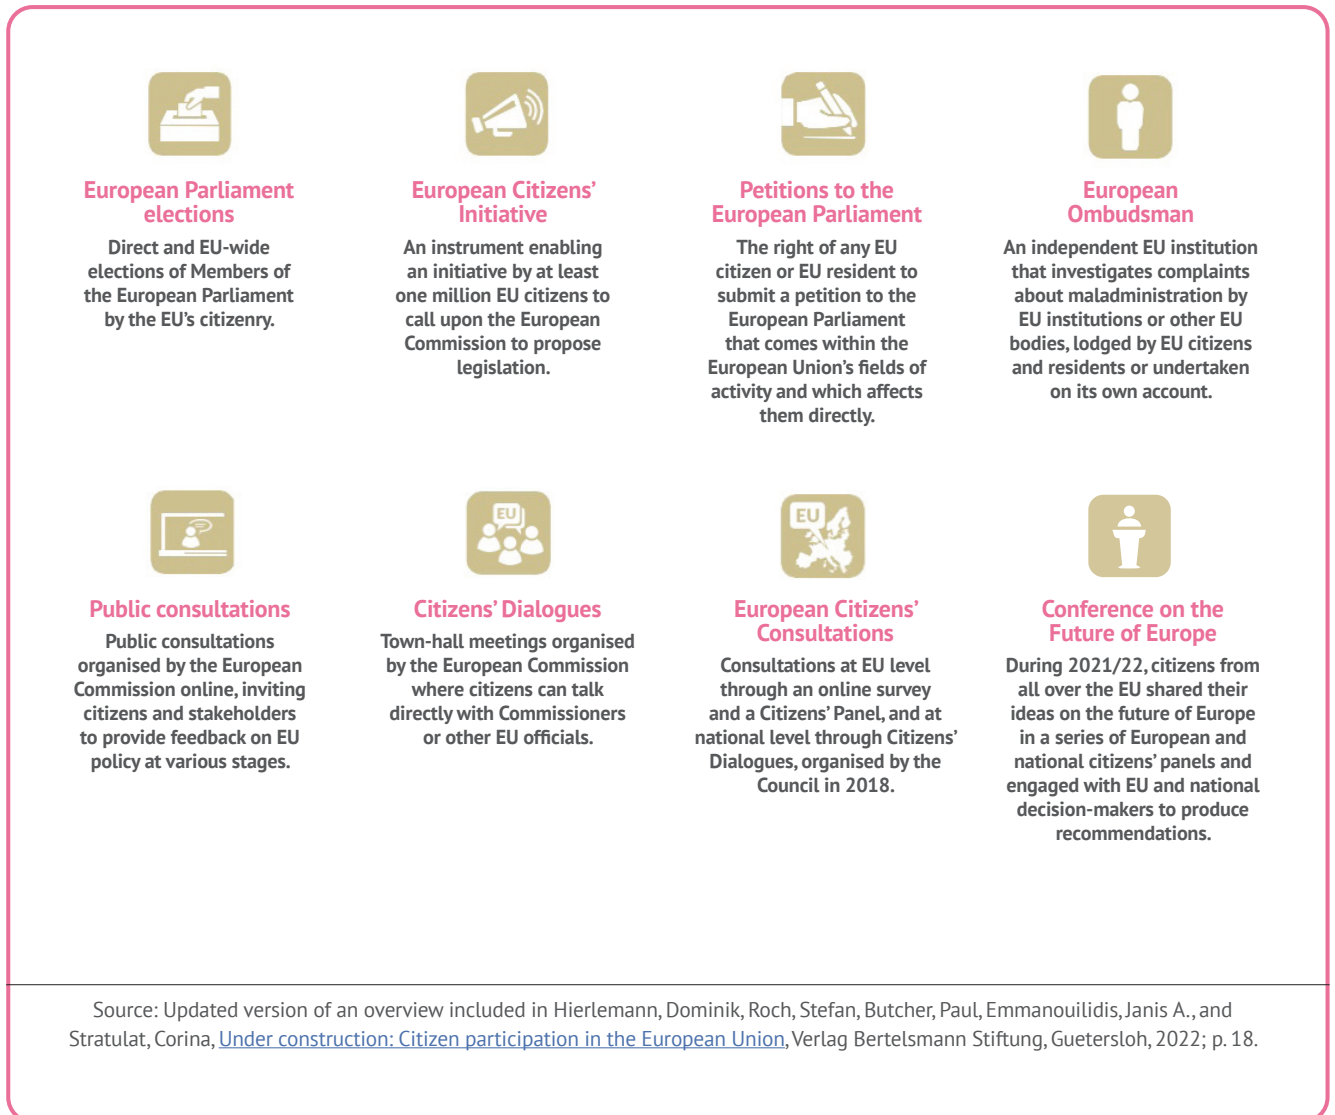 European Parliament
elections
Direct and EU-wide
elections of Members of
the European Parliament
by the EU's citizenry.
European Citizens'
Initiative
An instrument enabling
an initiative by at least
one million EU citizens to
call upon the European
Commission to propose
legislation.
Petitions to the
European Parliament
The right of any EU
citizen or EU resident to
submit a petition to the
European Parliament
that comes within the
European Union's fields of
activity and which affects
them directly.
European
Ombudsman
An independent EU institution
that investigates complaints
about maladministration by
EU institutions or other EU
bodies, lodged by EU citizens
and residents or undertaken
on its own account.
Public consultations
Public consultations
organised by the European
Commission online, inviting
citizens and stakeholders
to provide feedback on EU
policy at various stages.
EU
Citizens' Dialogues
Town-hall meetings organised
by the European Commission
where citizens can talk
directly with Commissioners
or other EU officials.
EU
European Citizens'
Consultations
Consultations at EU level
through an online survey
and a Citizens' Panel, and at
national level through Citizens'
Dialogues, organised by the
Council in 2018.
Conference on the
Future of Europe
During 2021/22, citizens from
all over the EU shared their
ideas on the future of Europe
in a series of European and
national citizens' panels and
engaged with EU and national
decision-makers to produce
recommendations.
Source: Updated version of an overview included in Hierlemann, Dominik, Roch, Stefan, Butcher, Paul, Emmanouilidis, Janis A., and
Stratulat, Corina, Under construction: Citizen participation in the European Union, Verlag Bertelsmann Stiftung, Guetersloh, 2022; p. 18.